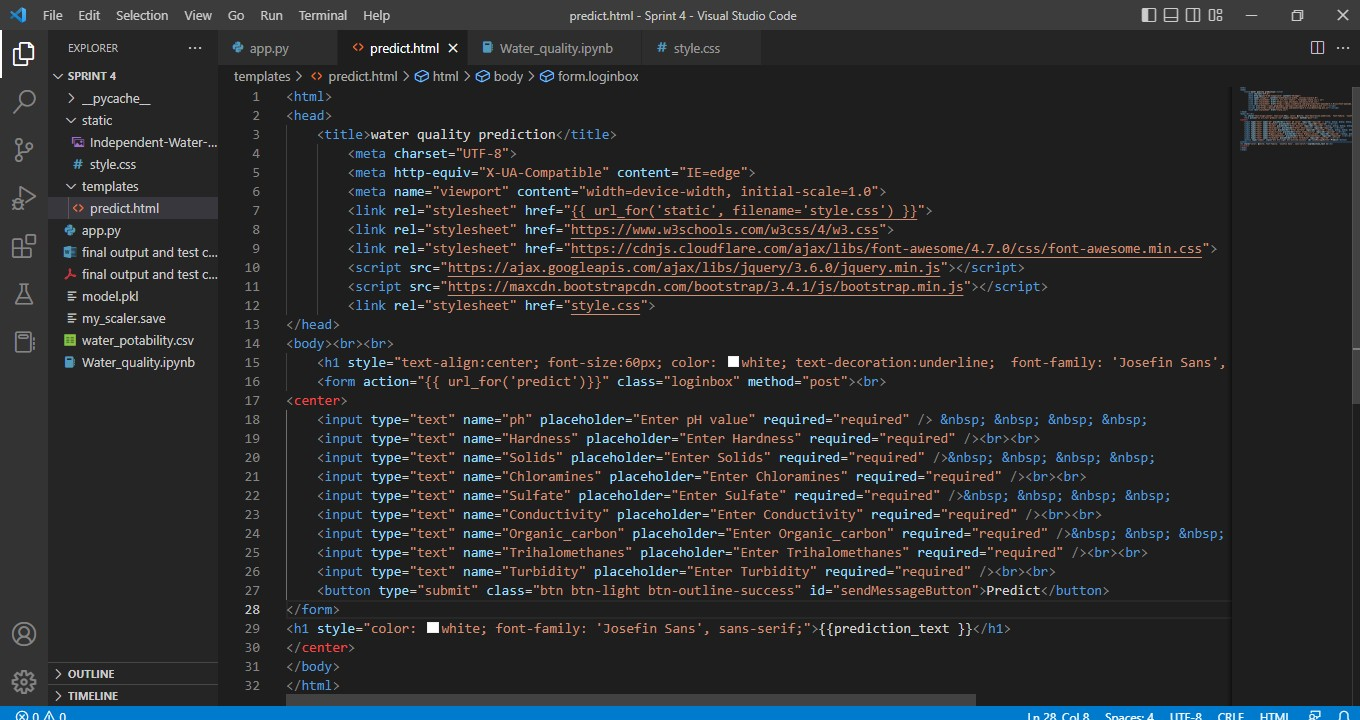 File Edit Selection View Go Run Terminal Help predict.html - Sprint 4 - Visual Studio Code
EXPLORER ...
SPRINT 4
__pycache__
static
Independent-Water-...
style.css
templates
predict.html
app.py
final output and test c...
final output and test c...
model.pkl
my_scaler.save
water_potability.csv
Water_quality.ipynb
OUTLINE
TIMELINE
app.py predict.html Water_quality.ipynb style.css
templates > predict.html > html > body > form.loginbox
1 <html>
2 <head>
3 <title>water quality prediction</title>
4 <meta charset="UTF-8">
5 <meta http-equiv="X-UA-Compatible" content="IE=edge">
6 <meta name="viewport" content="width=device-width, initial-scale=1.0">
7 <link rel="stylesheet" href="{{ url_for('static', filename='style.css') }}">
8 <link rel="stylesheet" href="https://www.w3schools.com/w3css/4/w3.css">
9 <link rel="stylesheet" href="https://cdnjs.cloudflare.com/ajax/libs/font-awesome/4.7.0/css/font-awesome.min.css">
10 <script src="https://ajax.googleapis.com/ajax/libs/jquery/3.6.0/jquery.min.js"></script>
11 <script src="https://maxcdn.bootstrapcdn.com/bootstrap/3.4.1/js/bootstrap.min.js"></script>
12 <link rel="stylesheet" href="style.css">
13 </head>
14 <body><br><br>
15 <h1 style="text-align:center; font-size:60px; color: white; text-decoration:underline;  font-family: 'Josefin Sans',
16 <form action="{{ url_for('predict')}}" class="loginbox" method="post"><br>
17 <center>
18 <input type="text" name="ph" placeholder="Enter pH value" required="required" /> &nbsp; &nbsp; &nbsp; &nbsp;
19 <input type="text" name="Hardness" placeholder="Enter Hardness" required="required" /><br><br>
20 <input type="text" name="Solids" placeholder="Enter Solids" required="required" />&nbsp; &nbsp; &nbsp; &nbsp;
21 <input type="text" name="Chloramines" placeholder="Enter Chloramines" required="required" /><br><br>
22 <input type="text" name="Sulfate" placeholder="Enter Sulfate" required="required" />&nbsp; &nbsp; &nbsp; &nbsp;
23 <input type="text" name="Conductivity" placeholder="Enter Conductivity" required="required" /><br><br>
24 <input type="text" name="Organic_carbon" placeholder="Enter Organic_carbon" required="required" />&nbsp; &nbsp; &nbsp;
25 <input type="text" name="Trihalomethanes" placeholder="Enter Trihalomethanes" required="required" /><br><br>
26 <input type="text" name="Turbidity" placeholder="Enter Turbidity" required="required" /><br><br>
27 <button type="submit" class="btn btn-light btn-outline-success" id="sendMessageButton">Predict</button>
28 </form>
29 <h1 style="color: white; font-family: 'Josefin Sans', sans-serif;">{{prediction_text }}</h1>
30 </center>
31 </body>
32 </html>
0 0 Ln 28, Col 8 Spaces: 4 UTF-8 CRLF HTML